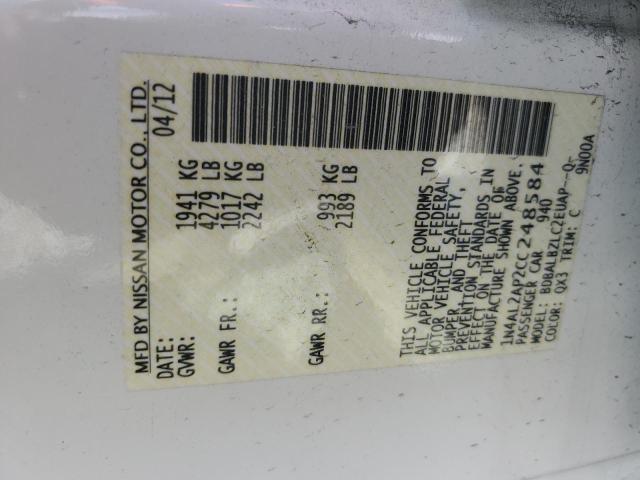 MFD BY NISSAN MOTOR CO., LTD.
DATE: 04/12
GVWR: 1941 KG
4279 LB
GAWR FR.: 1017 KG
2242 LB
GAWR RR.: 993 KG
2189 LB
THIS VEHICLE CONFORMS TO
ALL APPLICABLE FEDERAL
MOTOR VEHICLE SAFETY,
BUMPER, AND THEFT
PREVENTION STANDARDS IN
EFFECT ON THE DATE OF
MANUFACTURE SHOWN ABOVE.
1N4AL2AP2CC248584
PASSENGER CAR 940
MODEL: BDBALBZLC2EUAP--Q-
COLOR: QX3 TRIM: C 9N00A